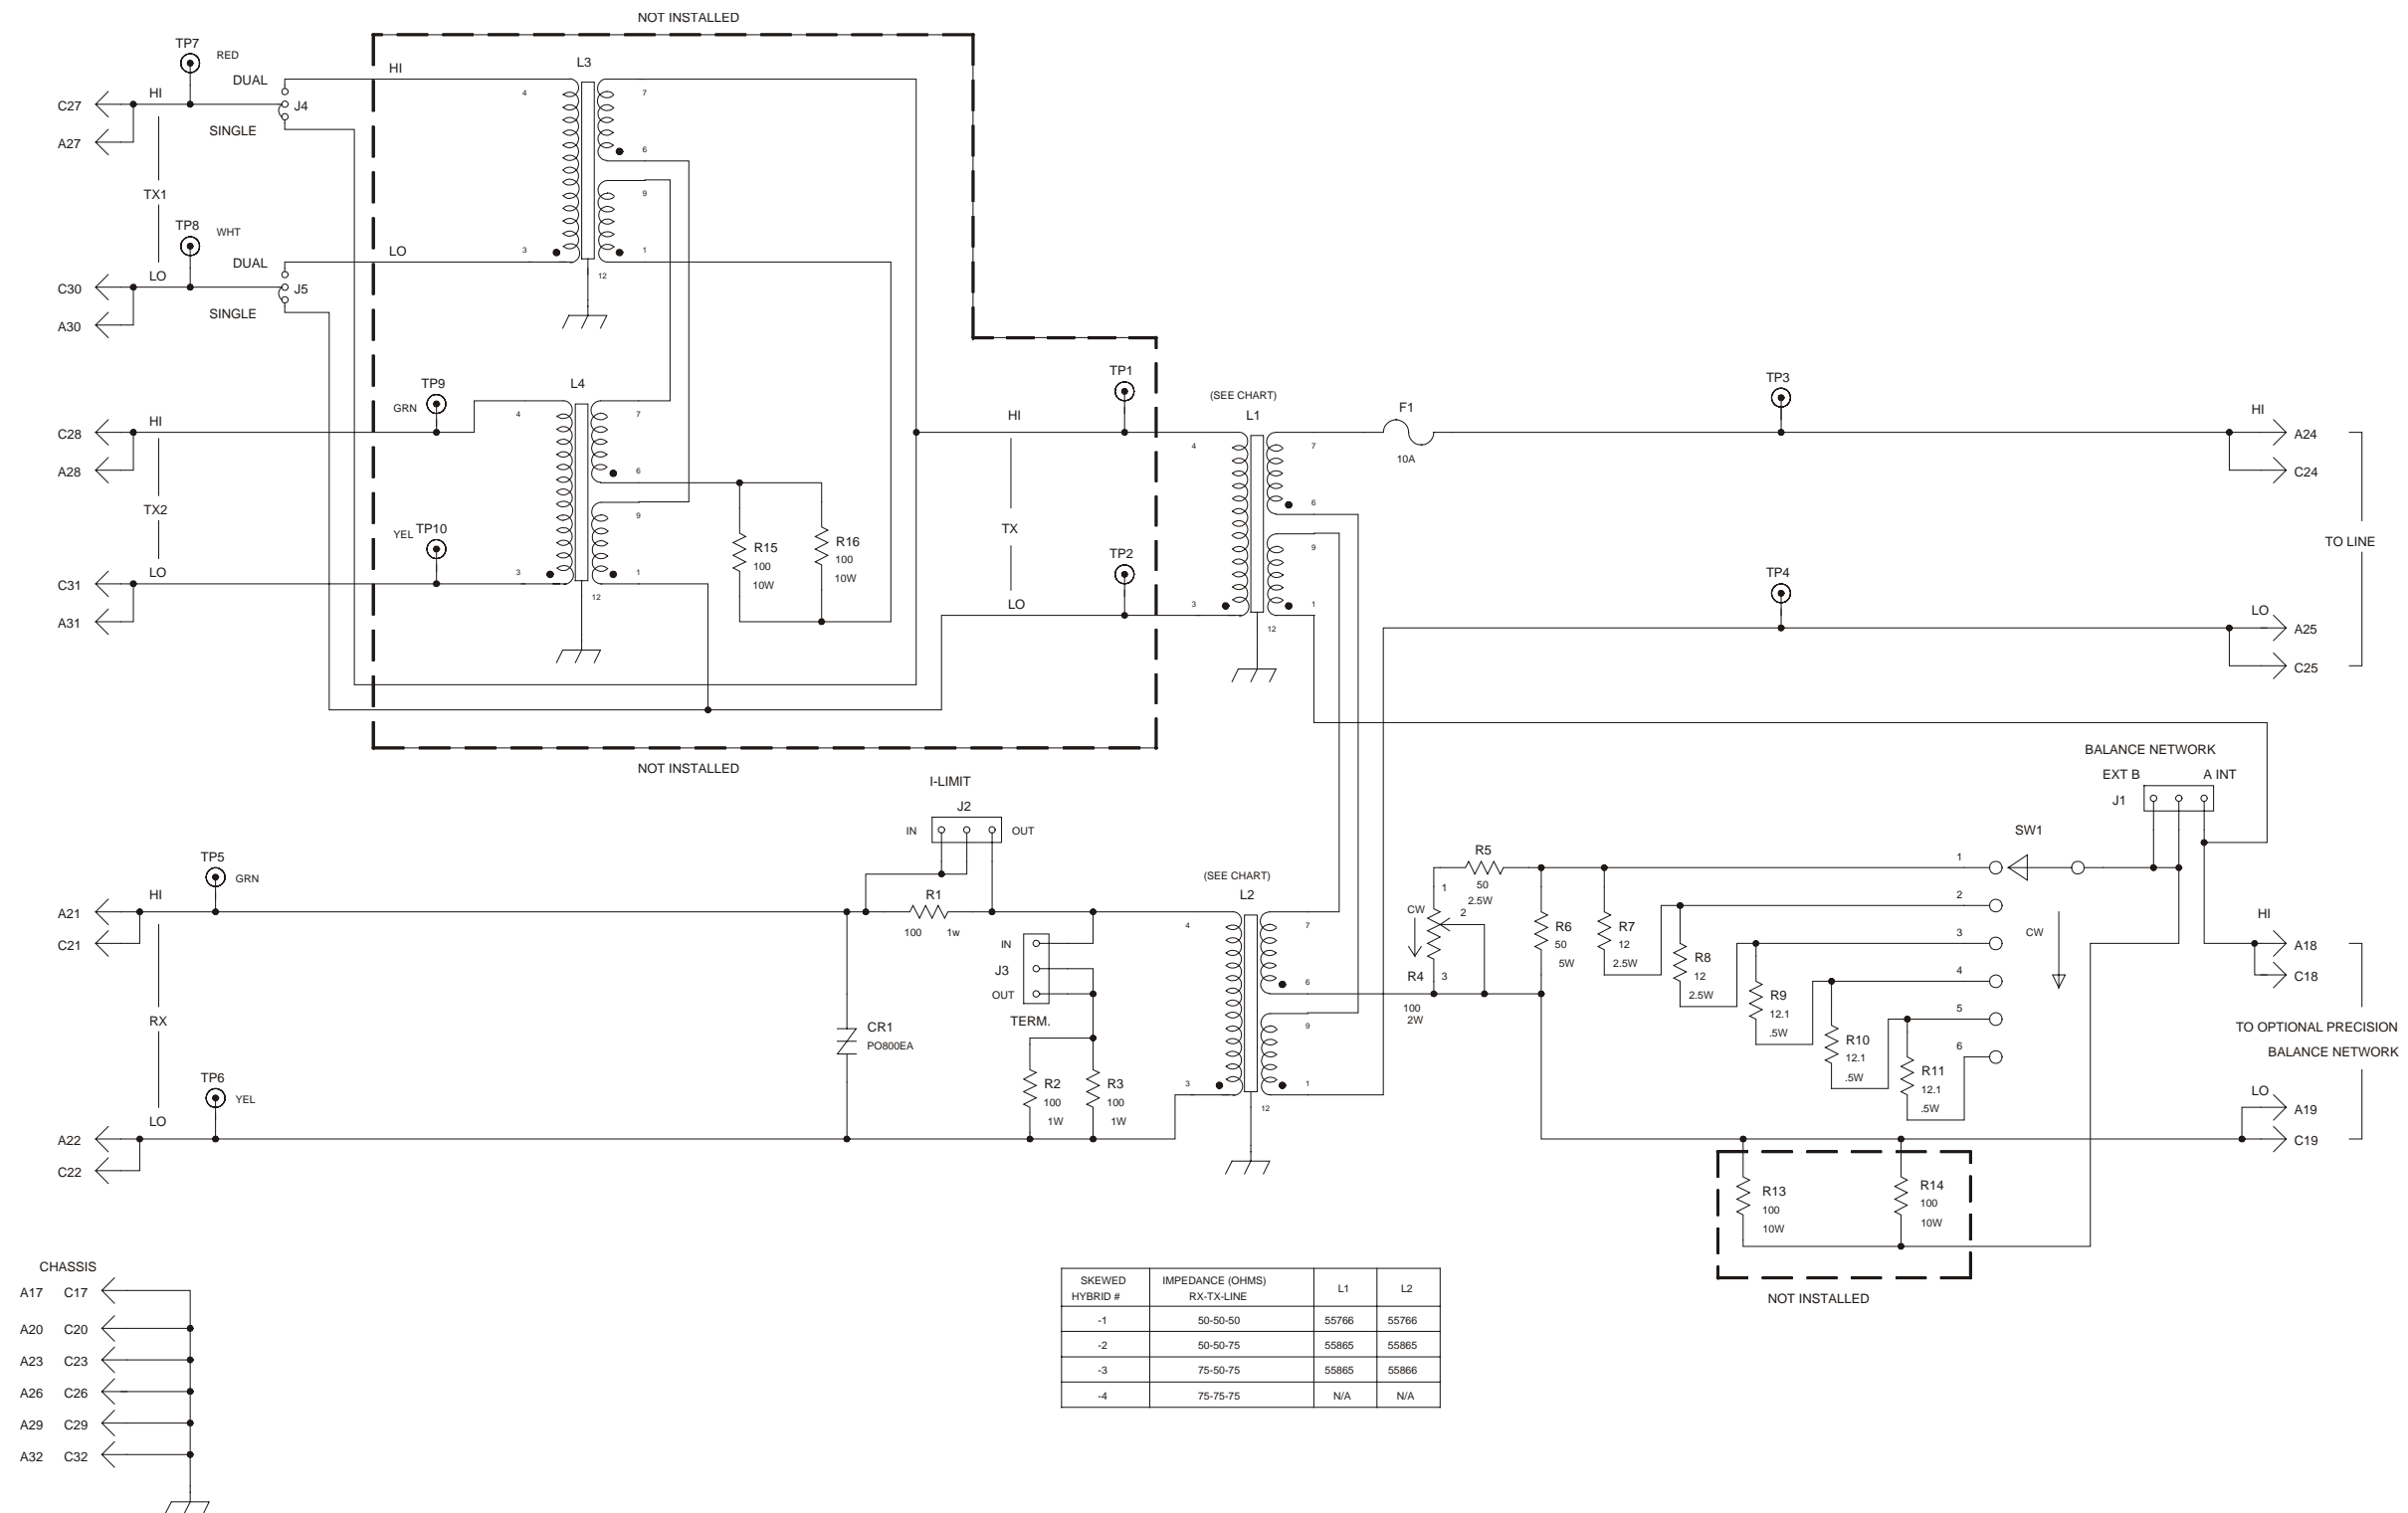 NOT INSTALLED
TP7 RED
DUAL
HI
J4
C27
A27
SINGLE
TX1
TP8 WHT
DUAL
LO
J5
C30
A30
SINGLE
HI
L3
4
7
6
9
3
1
12
LO
TP9
GRN
L4
C28
A28
HI
TX2
YEL TP10
C31
A31
LO
4
7
6
9
3
1
12
R15
100
10W
R16
100
10W
TP1
HI
TX
TP2
LO
NOT INSTALLED
(SEE CHART)
L1
4
7
6
9
3
1
12
F1
10A
TP3
HI
A24
C24
TO LINE
TP4
LO
A25
C25
I-LIMIT
J2
IN OUT
TP5
GRN
HI
A21
C21
RX
TP6
YEL
LO
A22
C22
R1
100 1w
IN
J3
OUT
TERM.
CR1
PO800EA
R2
100
1W
R3
100
1W
(SEE CHART)
L2
4
7
6
9
3
1
12
BALANCE NETWORK
EXT B A INT
J1
SW1
R5
50
2.5W
1
CW
2
R4
3
100
2W
R6
50
5W
R7
12
2.5W
R8
12
2.5W
R9
12.1
.5W
R10
12.1
.5W
R11
12.1
.5W
1
2
3
4
5
6
CW
HI
A18
C18
TO OPTIONAL PRECISION
BALANCE NETWORK
LO
A19
C19
R13
100
10W
R14
100
10W
NOT INSTALLED
CHASSIS
A17 C17
A20 C20
A23 C23
A26 C26
A29 C29
A32 C32
SKEWED HYBRID # IMPEDANCE (OHMS) RX-TX-LINE L1 L2
-1 50-50-50 55766 55766
-2 50-50-75 55865 55865
-3 75-50-75 55865 55866
-4 75-75-75 N/A N/A